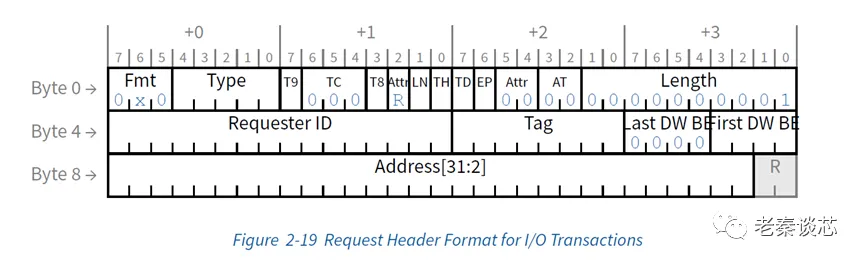 +0 +1 +2 +3
7 6 5 4 3 2 1 0 7 6 5 4 3 2 1 0 7 6 5 4 3 2 1 0 7 6 5 4 3 2 1 0
Byte 0 → Fmt Type T9 TC T8 Attr LN TH TD EP Attr AT Length
0 x 0 0 0 0 R 0 0 0 0 0 0 0 0 0 0 0 0 0 1
Byte 4 → Requester ID Tag Last DW BE First DW BE
0 0 0 0
Byte 8 → Address[31:2] R
Figure 2-19 Request Header Format for I/O Transactions
老秦谈芯